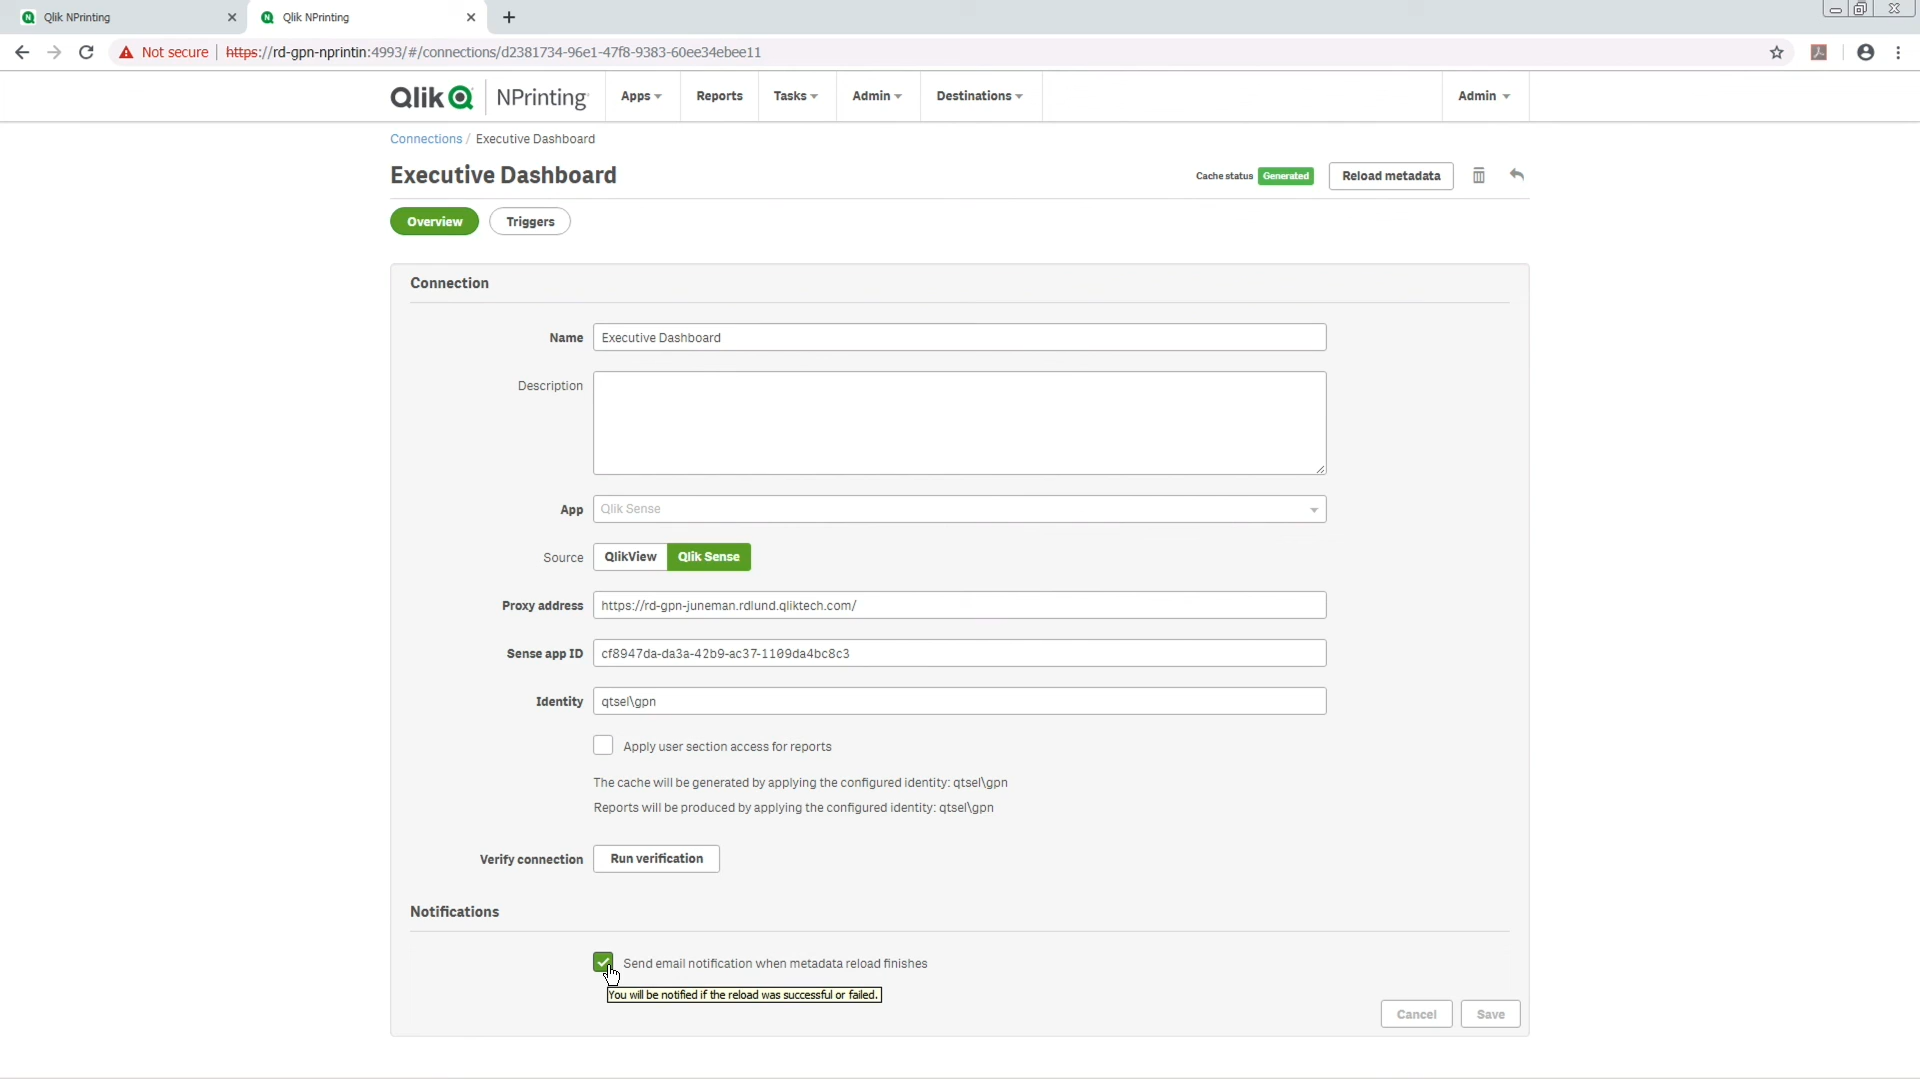 Qlik NPrinting
Qlik NPrinting
Not secure https://rd-gpn-nprintin:4993/#/connections/d2381734-96e1-47f8-9383-60ee34ebee11
Qlik NPrinting Apps Reports Tasks Admin Destinations Admin
Connections / Executive Dashboard
Executive Dashboard Cache status Generated Reload metadata
Overview Triggers
Connection
Name Executive Dashboard
Description
App Qlik Sense
Source QlikView Qlik Sense
Proxy address https://rd-gpn-juneman.rdlund.qliktech.com/
Sense app ID cf8947da-da3a-42b9-ac37-1109da4bc8c3
Identity qtsel\gpn
Apply user section access for reports
The cache will be generated by applying the configured identity: qtsel\gpn
Reports will be produced by applying the configured identity: qtsel\gpn
Verify connection Run verification
Notifications
Send email notification when metadata reload finishes
You will be notified if the reload was successful or failed.
Cancel Save